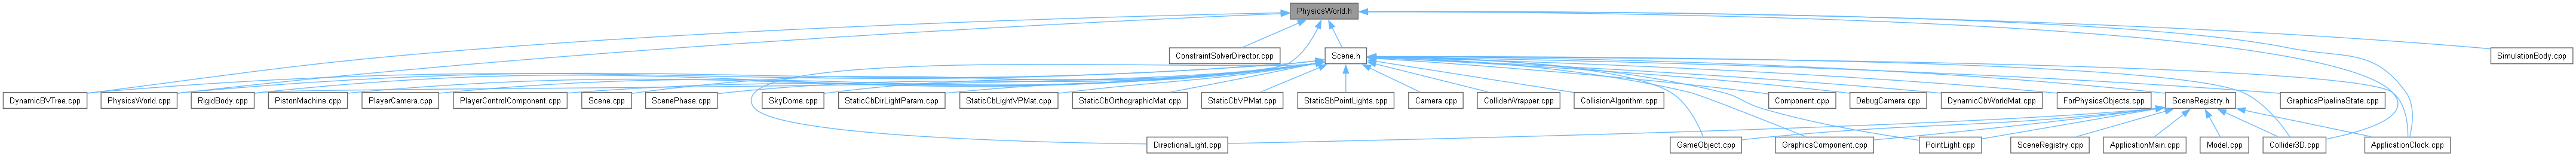 PhysicsWorld.h
ConstraintSolverDirector.cpp
Scene.h
SimulationBody.cpp
DynamicBVTree.cpp
PhysicsWorld.cpp
RigidBody.cpp
PistonMachine.cpp
PlayerCamera.cpp
PlayerControlComponent.cpp
Scene.cpp
ScenePhase.cpp
SkyDome.cpp
StaticCbDirLightParam.cpp
StaticCbLightVPMat.cpp
StaticCbOrthographicMat.cpp
StaticCbVPMat.cpp
StaticSbPointLights.cpp
Camera.cpp
ColliderWrapper.cpp
CollisionAlgorithm.cpp
Component.cpp
DebugCamera.cpp
DynamicCbWorldMat.cpp
ForPhysicsObjects.cpp
SceneRegistry.h
GraphicsPipelineState.cpp
DirectionalLight.cpp
GameObject.cpp
GraphicsComponent.cpp
PointLight.cpp
SceneRegistry.cpp
ApplicationMain.cpp
Model.cpp
Collider3D.cpp
ApplicationClock.cpp